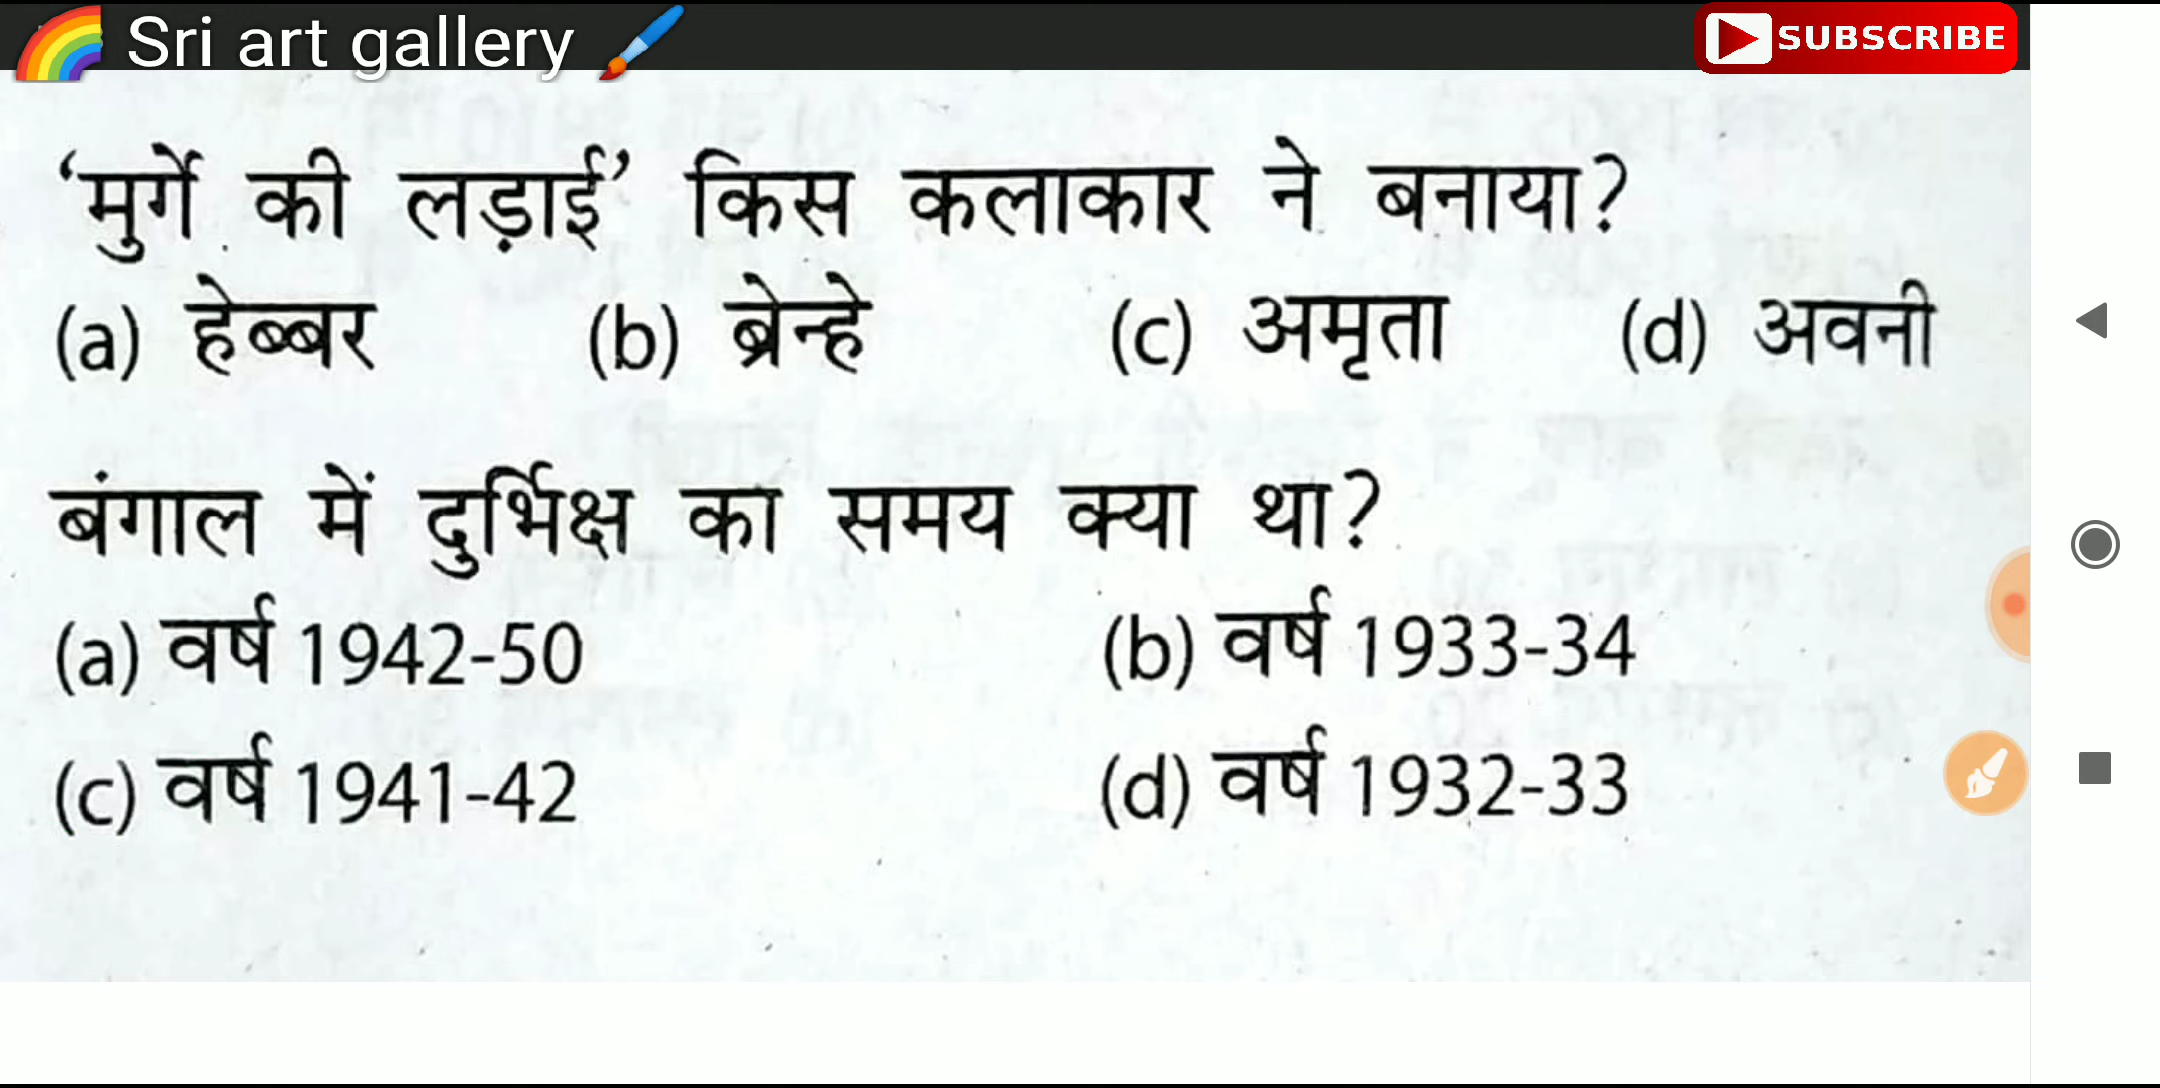 Sri art gallery
SUBSCRIBE
‘मुर्गे की लड़ाई’ किस कलाकार ने बनाया?
(a) हेब्बर (b) ब्रेन्हे (c) अमृता (d) अवनी
बंगाल में दुर्भिक्ष का समय क्या था?
(a) वर्ष 1942-50 (b) वर्ष 1933-34
(c) वर्ष 1941-42 (d) वर्ष 1932-33